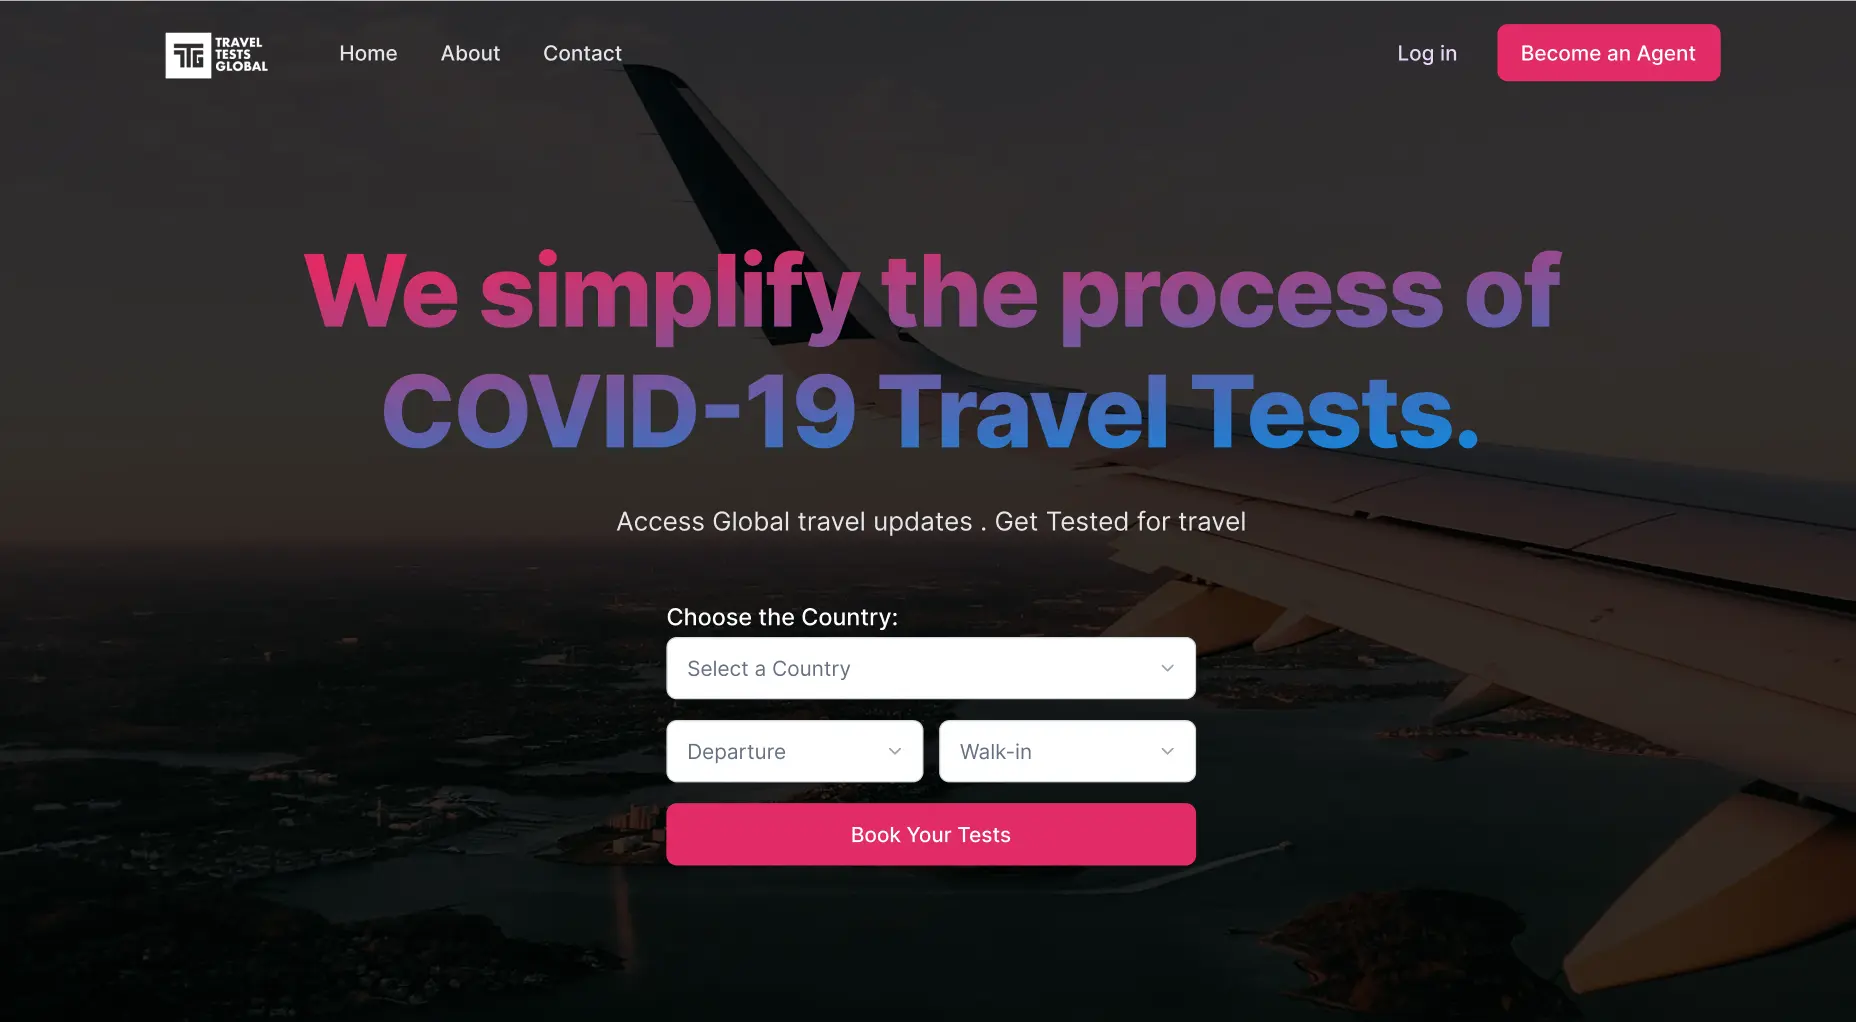 TRAVEL
TESTS
GLOBAL
Home
About
Contact
Log in
Become an Agent
We simplify the process of
COVID-19 Travel Tests.
Access Global travel updates . Get Tested for travel
Choose the Country:
Select a Country
Departure
Walk-in
Book Your Tests